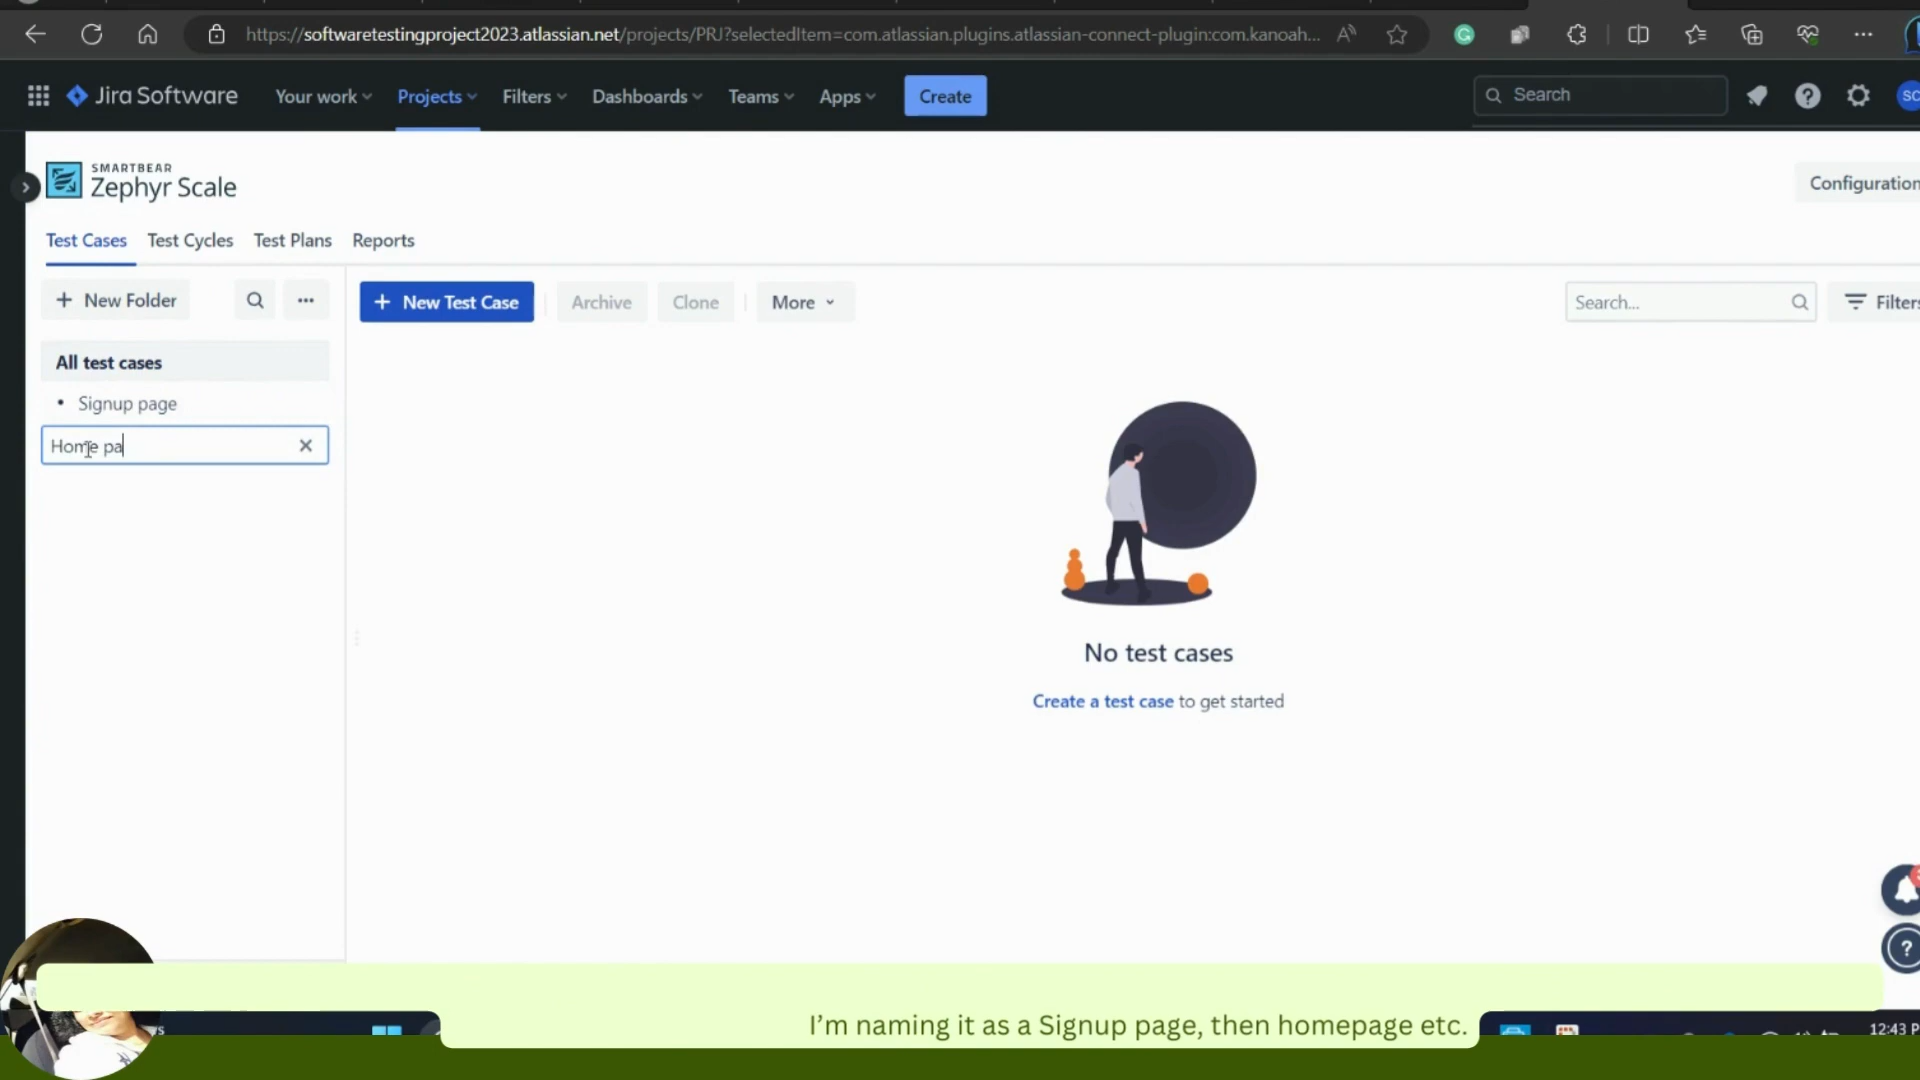 https://softwaretestingproject2023.atlassian.net/projects/PRJ?selectedItem=com.atlassian.plugins.atlassian-connect-plugin:com.kanoah...
Jira Software
Your work
Projects
Filters
Dashboards
Teams
Apps
Create
Search
SC
SMARTBEAR
Zephyr Scale
Configuration
Test Cases
Test Cycles
Test Plans
Reports
+ New Folder
...
+ New Test Case
Archive
Clone
More
Search...
Filters
All test cases
• Signup page
Home pa
No test cases
Create a test case to get started
I'm naming it as a Signup page, then homepage etc.
12:43 P